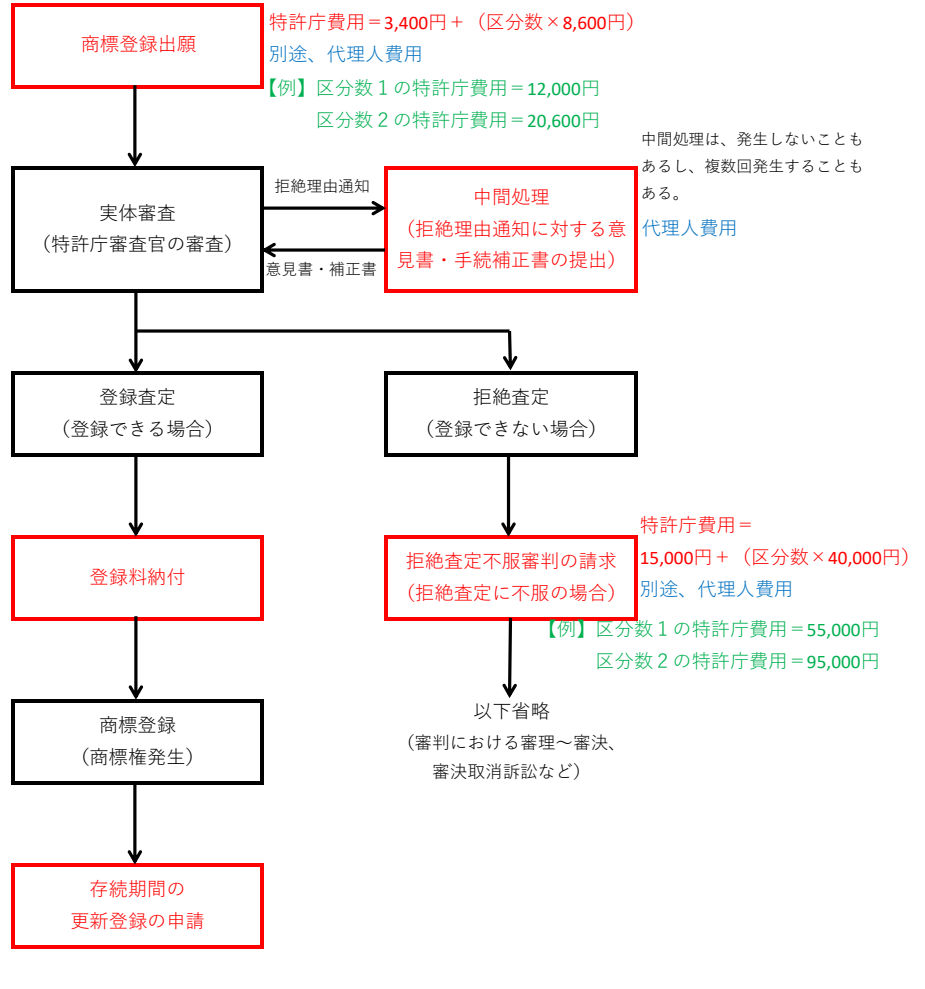 商標登録出願
特許庁費用＝3,400円＋（区分数×8,600円）
別途、代理人費用
【例】区分数１の特許庁費用＝12,000円
区分数２の特許庁費用＝20,600円
中間処理は、発生しないことも
あるし、複数回発生することも
ある。
代理人費用
実体審査
（特許庁審査官の審査）
拒絶理由通知
意見書・補正書
中間処理
（拒絶理由通知に対する意
見書・手続補正書の提出）
登録査定
（登録できる場合）
拒絶査定
（登録できない場合）
登録料納付
拒絶査定不服審判の請求
（拒絶査定に不服の場合）
特許庁費用＝
15,000円＋（区分数×40,000円）
別途、代理人費用
【例】区分数１の特許庁費用＝55,000円
区分数２の特許庁費用＝95,000円
商標登録
（商標権発生）
以下省略
（審判における審理～審決、
審決取消訴訟など）
存続期間の
更新登録の申請